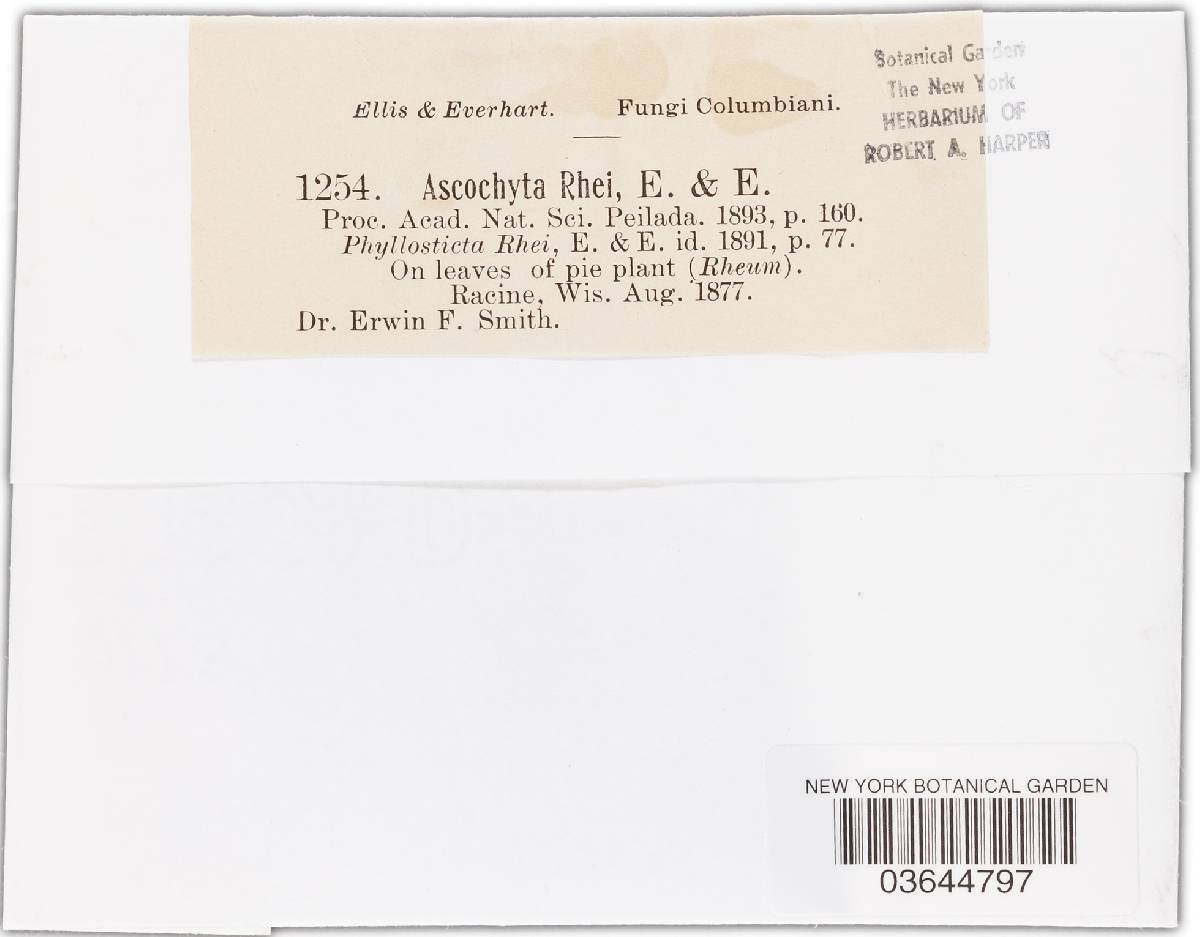 Ellis & Everhart. Fungi Columbiani.
Botanical Garden
The New York
HERBARIUM OF
ROBERT A. HARPER
1254. Ascochyta Rhei, E. & E.
Proc. Acad. Nat. Sci. Peilada. 1893, p. 160.
Phyllosticta Rhei, E. & E. id. 1891, p. 77.
On leaves of pie plant (Rheum).
Racine, Wis. Aug. 1877.
Dr. Erwin F. Smith.
NEW YORK BOTANICAL GARDEN
03644797